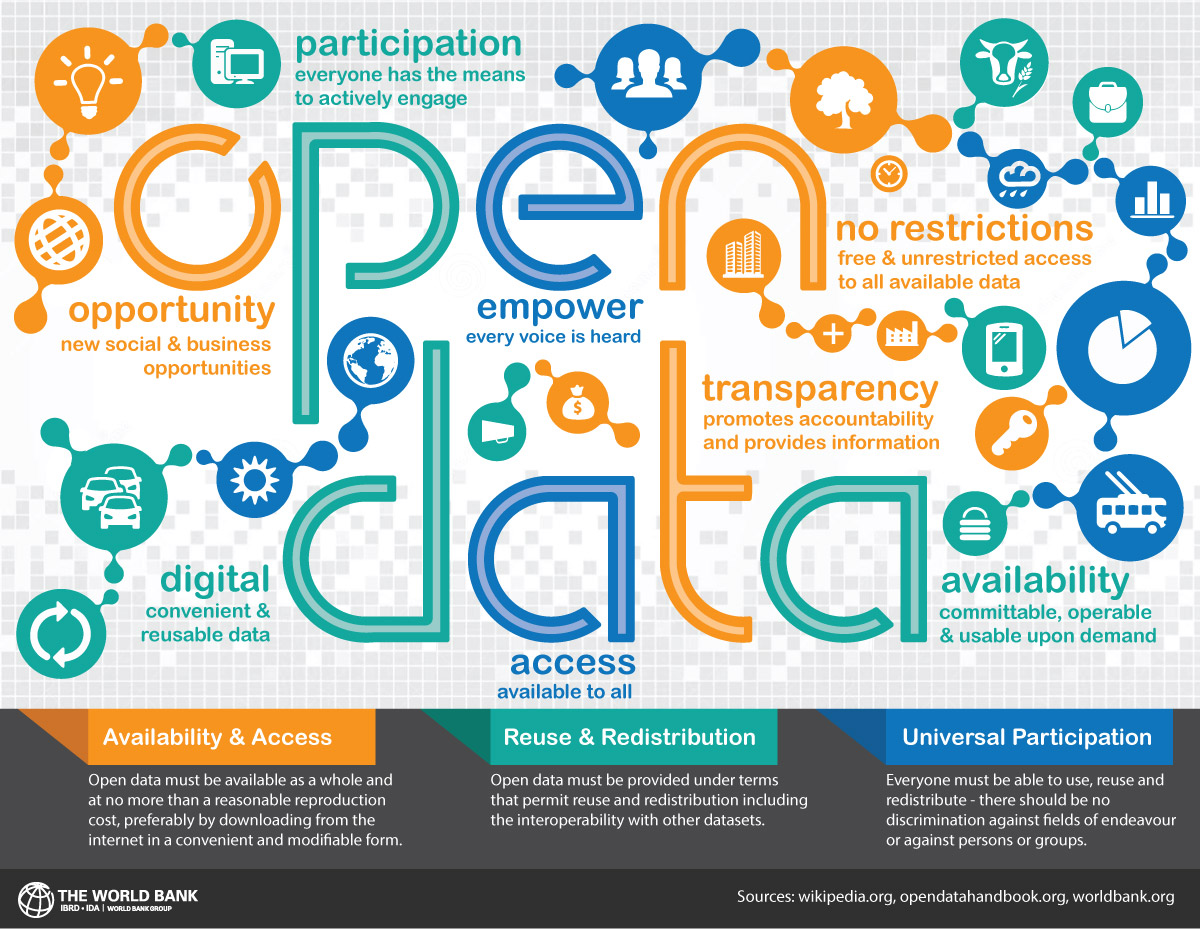 participation
everyone has the means
to actively engage
open
opportunity
new social & business
opportunities
empower
every voice is heard
no restrictions
free & unrestricted access
to all available data
transparency
promotes accountability
and provides information
$
data
digital
convenient &
reusable data
access
available to all
availability
committable, operable
& usable upon demand
Availability & Access
Open data must be available as a whole and
at no more than a reasonable reproduction
cost, preferably by downloading from the
internet in a convenient and modifiable form.
Reuse & Redistribution
Open data must be provided under terms
that permit reuse and redistribution including
the interoperability with other datasets.
Universal Participation
Everyone must be able to use, reuse and
redistribute - there should be no
discrimination against fields of endeavour
or against persons or groups.
THE WORLD BANK
IBRD • IDA | WORLD BANK GROUP
Sources: wikipedia.org, opendatahandbook.org, worldbank.org